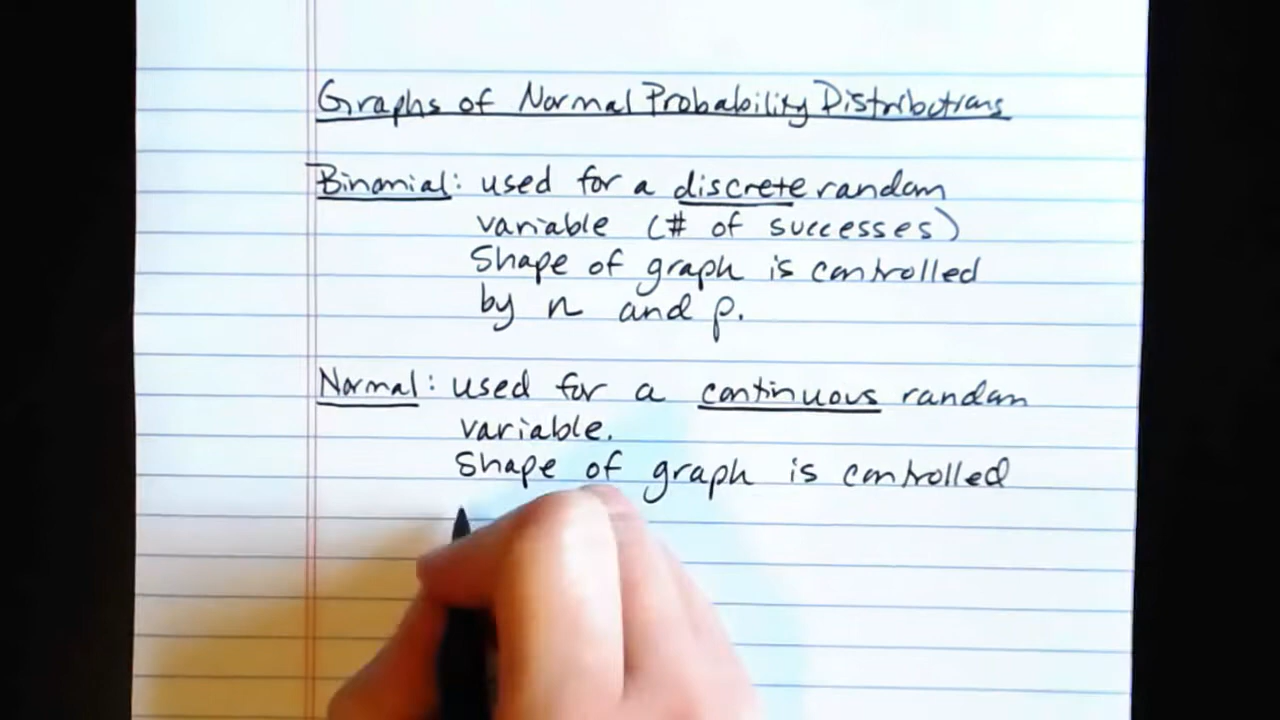 Graphs of Normal Probability Distributions
Binomial: used for a discrete random
variable (# of successes)
Shape of graph is controlled
by n and p.
Normal: used for a continuous random
variable.
Shape of graph is controlled